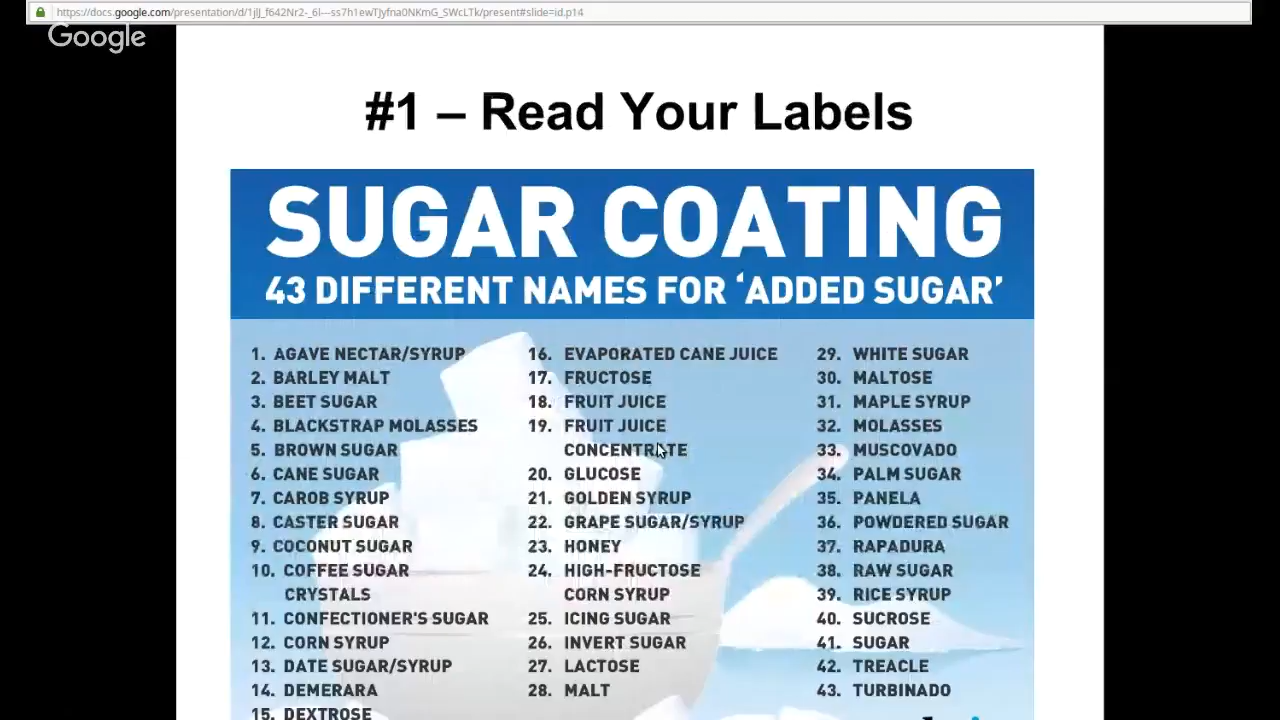 https://docs.google.com/presentation/d/1jlJ_f642Nr2-_6l---ss7h1ewTJyfna0NKmG_SWcLTk/present#slide=id.p14
Google
#1 – Read Your Labels
SUGAR COATING
43 DIFFERENT NAMES FOR ‘ADDED SUGAR’
1. AGAVE NECTAR/SYRUP
2. BARLEY MALT
3. BEET SUGAR
4. BLACKSTRAP MOLASSES
5. BROWN SUGAR
6. CANE SUGAR
7. CAROB SYRUP
8. CASTER SUGAR
9. COCONUT SUGAR
10. COFFEE SUGAR
CRYSTALS
11. CONFECTIONER'S SUGAR
12. CORN SYRUP
13. DATE SUGAR/SYRUP
14. DEMERARA
15. DEXTROSE
16. EVAPORATED CANE JUICE
17. FRUCTOSE
18. FRUIT JUICE
19. FRUIT JUICE
CONCENTRATE
20. GLUCOSE
21. GOLDEN SYRUP
22. GRAPE SUGAR/SYRUP
23. HONEY
24. HIGH-FRUCTOSE
CORN SYRUP
25. ICING SUGAR
26. INVERT SUGAR
27. LACTOSE
28. MALT
29. WHITE SUGAR
30. MALTOSE
31. MAPLE SYRUP
32. MOLASSES
33. MUSCOVADO
34. PALM SUGAR
35. PANELA
36. POWDERED SUGAR
37. RAPADURA
38. RAW SUGAR
39. RICE SYRUP
40. SUCROSE
41. SUGAR
42. TREACLE
43. TURBINADO